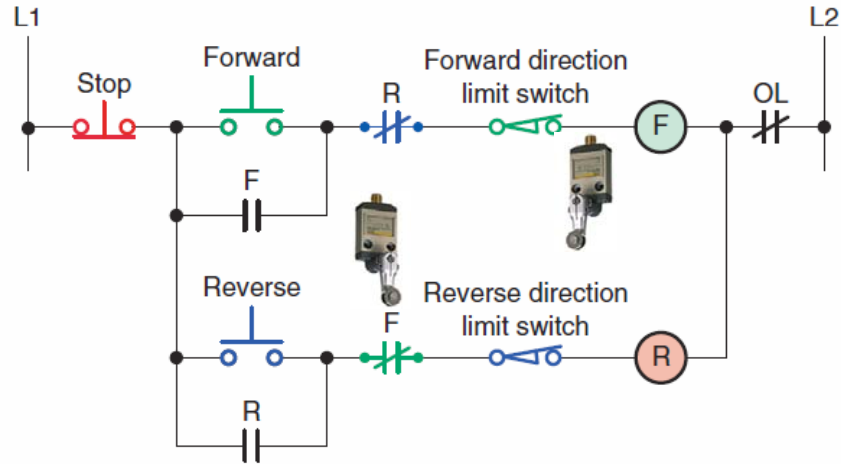 L1
L2
Stop
Forward
R
Forward direction
limit switch
F
OL
F
Reverse
F
Reverse direction
limit switch
R
R